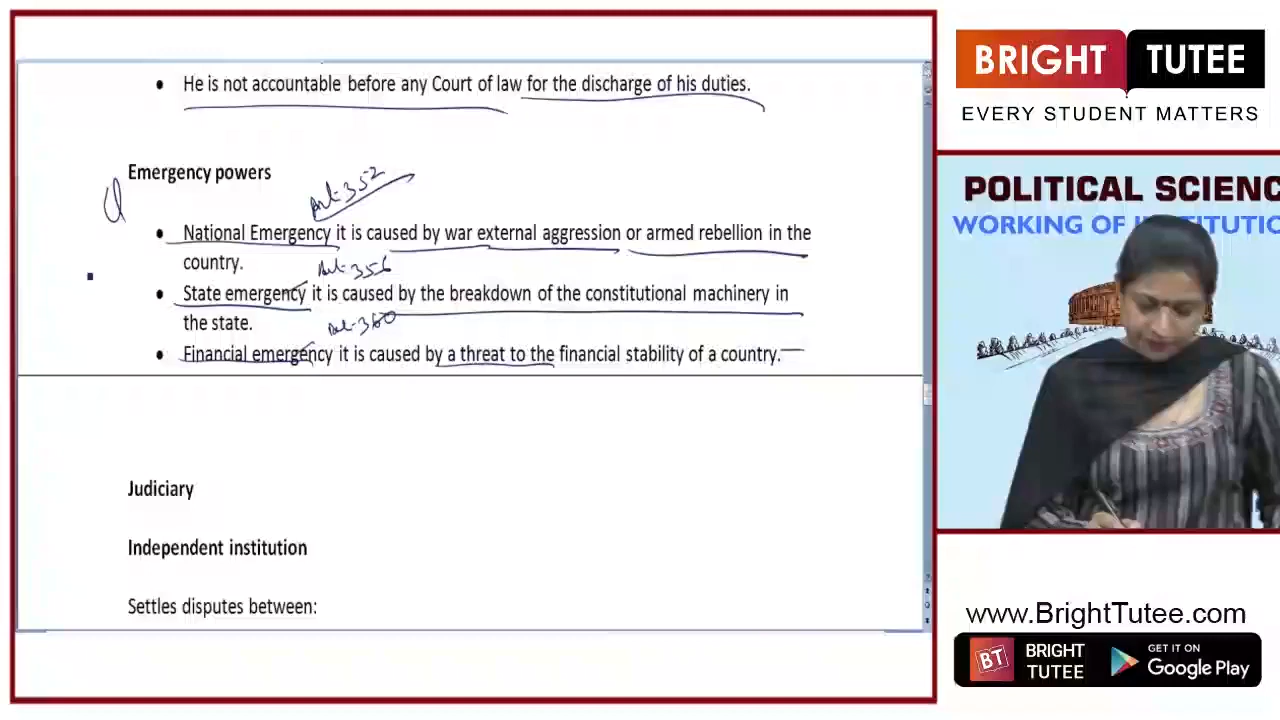 • He is not accountable before any Court of law for the discharge of his duties.
Emergency powers
Art-352
• National Emergency it is caused by war external aggression or armed rebellion in the
country.
Art-356
• State emergency it is caused by the breakdown of the constitutional machinery in
the state.
Art-360
• Financial emergency it is caused by a threat to the financial stability of a country.
Judiciary
Independent institution
Settles disputes between:
BRIGHT TUTEE
EVERY STUDENT MATTERS
POLITICAL SCIENC
WORKING OF INSTITUTIO
www.BrightTutee.com
BT BRIGHT
TUTEE
GET IT ON
Google Play